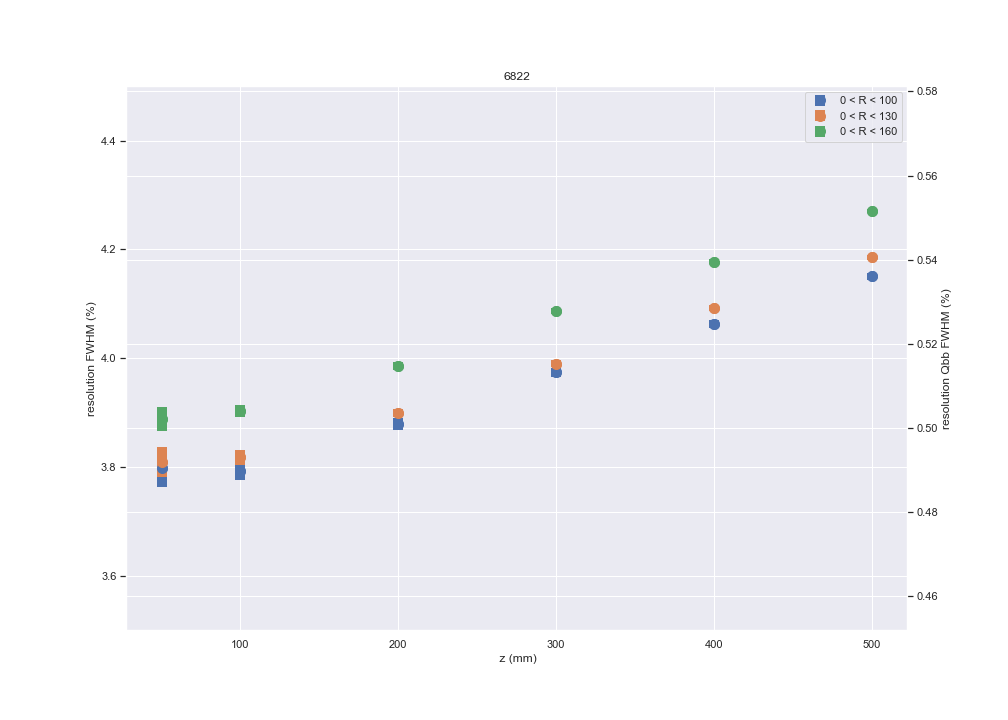 6822
0 < R < 100
0 < R < 130
0 < R < 160
resolution FWHM (%)
4.4
4.2
4.0
3.8
3.6
0.58
0.56
0.54
0.52
0.50
0.48
0.46
resolution Qbb FWHM (%)
100 200 300 400 500
z (mm)